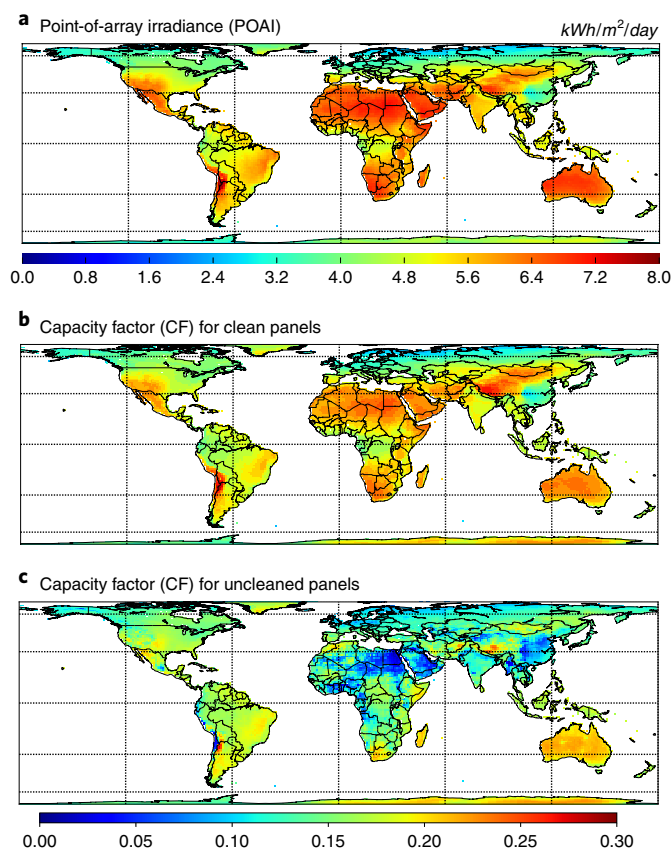 a Point-of-array irradiance (POAI) kWh/m²/day
0.0 0.8 1.6 2.4 3.2 4.0 4.8 5.6 6.4 7.2 8.0
b Capacity factor (CF) for clean panels
c Capacity factor (CF) for uncleaned panels
0.00 0.05 0.10 0.15 0.20 0.25 0.30